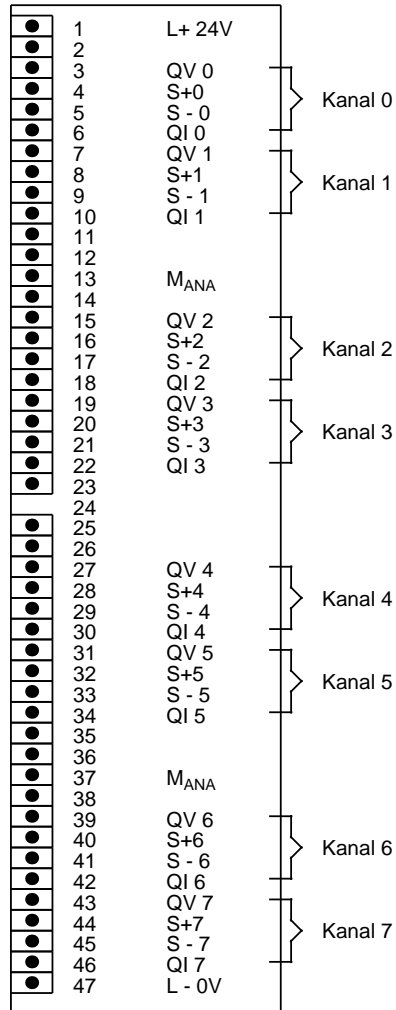 1 L+ 24V
2
3 QV 0
4 S+0 Kanal 0
5 S - 0
6 QI 0
7 QV 1
8 S+1 Kanal 1
9 S - 1
10 QI 1
11
12
13 MANA
14
15 QV 2
16 S+2 Kanal 2
17 S - 2
18 QI 2
19 QV 3
20 S+3 Kanal 3
21 S - 3
22 QI 3
23
24
25
26
27 QV 4
28 S+4 Kanal 4
29 S - 4
30 QI 4
31 QV 5
32 S+5 Kanal 5
33 S - 5
34 QI 5
35
36
37 MANA
38
39 QV 6
40 S+6 Kanal 6
41 S - 6
42 QI 6
43 QV 7
44 S+7 Kanal 7
45 S - 7
46 QI 7
47 L - 0V